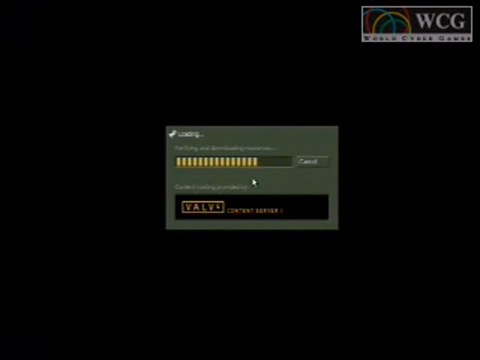 WCG
WORLD CYBER GAMES
Loading...
Verifying and downloading resources...
Cancel
Content loading provided by:
VALVE CONTENT SERVER 1